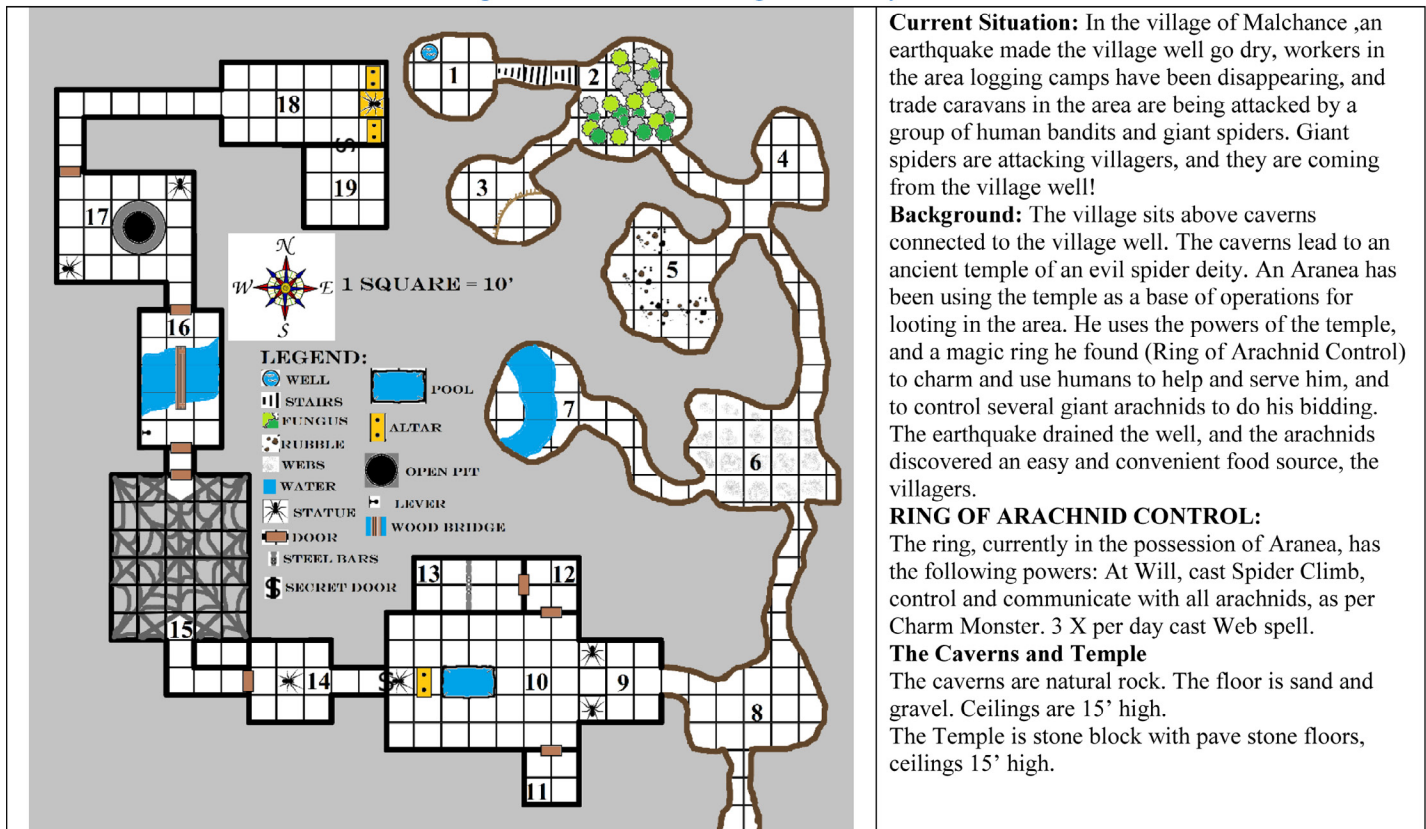 1
2
3
4
5
6
7
8
9
10
11
12
13
14
15
16
17
18
19
S
S
N
W
E
S
1 SQUARE = 10'
LEGEND:
WELL
STAIRS
FUNGUS
RUBBLE
WEBS
WATER
STATUE
DOOR
STEEL BARS
$ SECRET DOOR
POOL
ALTAR
OPEN PIT
LEVER
WOOD BRIDGE
Current Situation: In the village of Malchance ,an
earthquake made the village well go dry, workers in
the area logging camps have been disappearing, and
trade caravans in the area are being attacked by a
group of human bandits and giant spiders. Giant
spiders are attacking villagers, and they are coming
from the village well!
Background: The village sits above caverns
connected to the village well. The caverns lead to an
ancient temple of an evil spider deity. An Aranea has
been using the temple as a base of operations for
looting in the area. He uses the powers of the temple,
and a magic ring he found (Ring of Arachnid Control)
to charm and use humans to help and serve him, and
to control several giant arachnids to do his bidding.
The earthquake drained the well, and the arachnids
discovered an easy and convenient food source, the
villagers.
RING OF ARACHNID CONTROL:
The ring, currently in the possession of Aranea, has
the following powers: At Will, cast Spider Climb,
control and communicate with all arachnids, as per
Charm Monster. 3 X per day cast Web spell.
The Caverns and Temple
The caverns are natural rock. The floor is sand and
gravel. Ceilings are 15’ high.
The Temple is stone block with pave stone floors,
ceilings 15’ high.